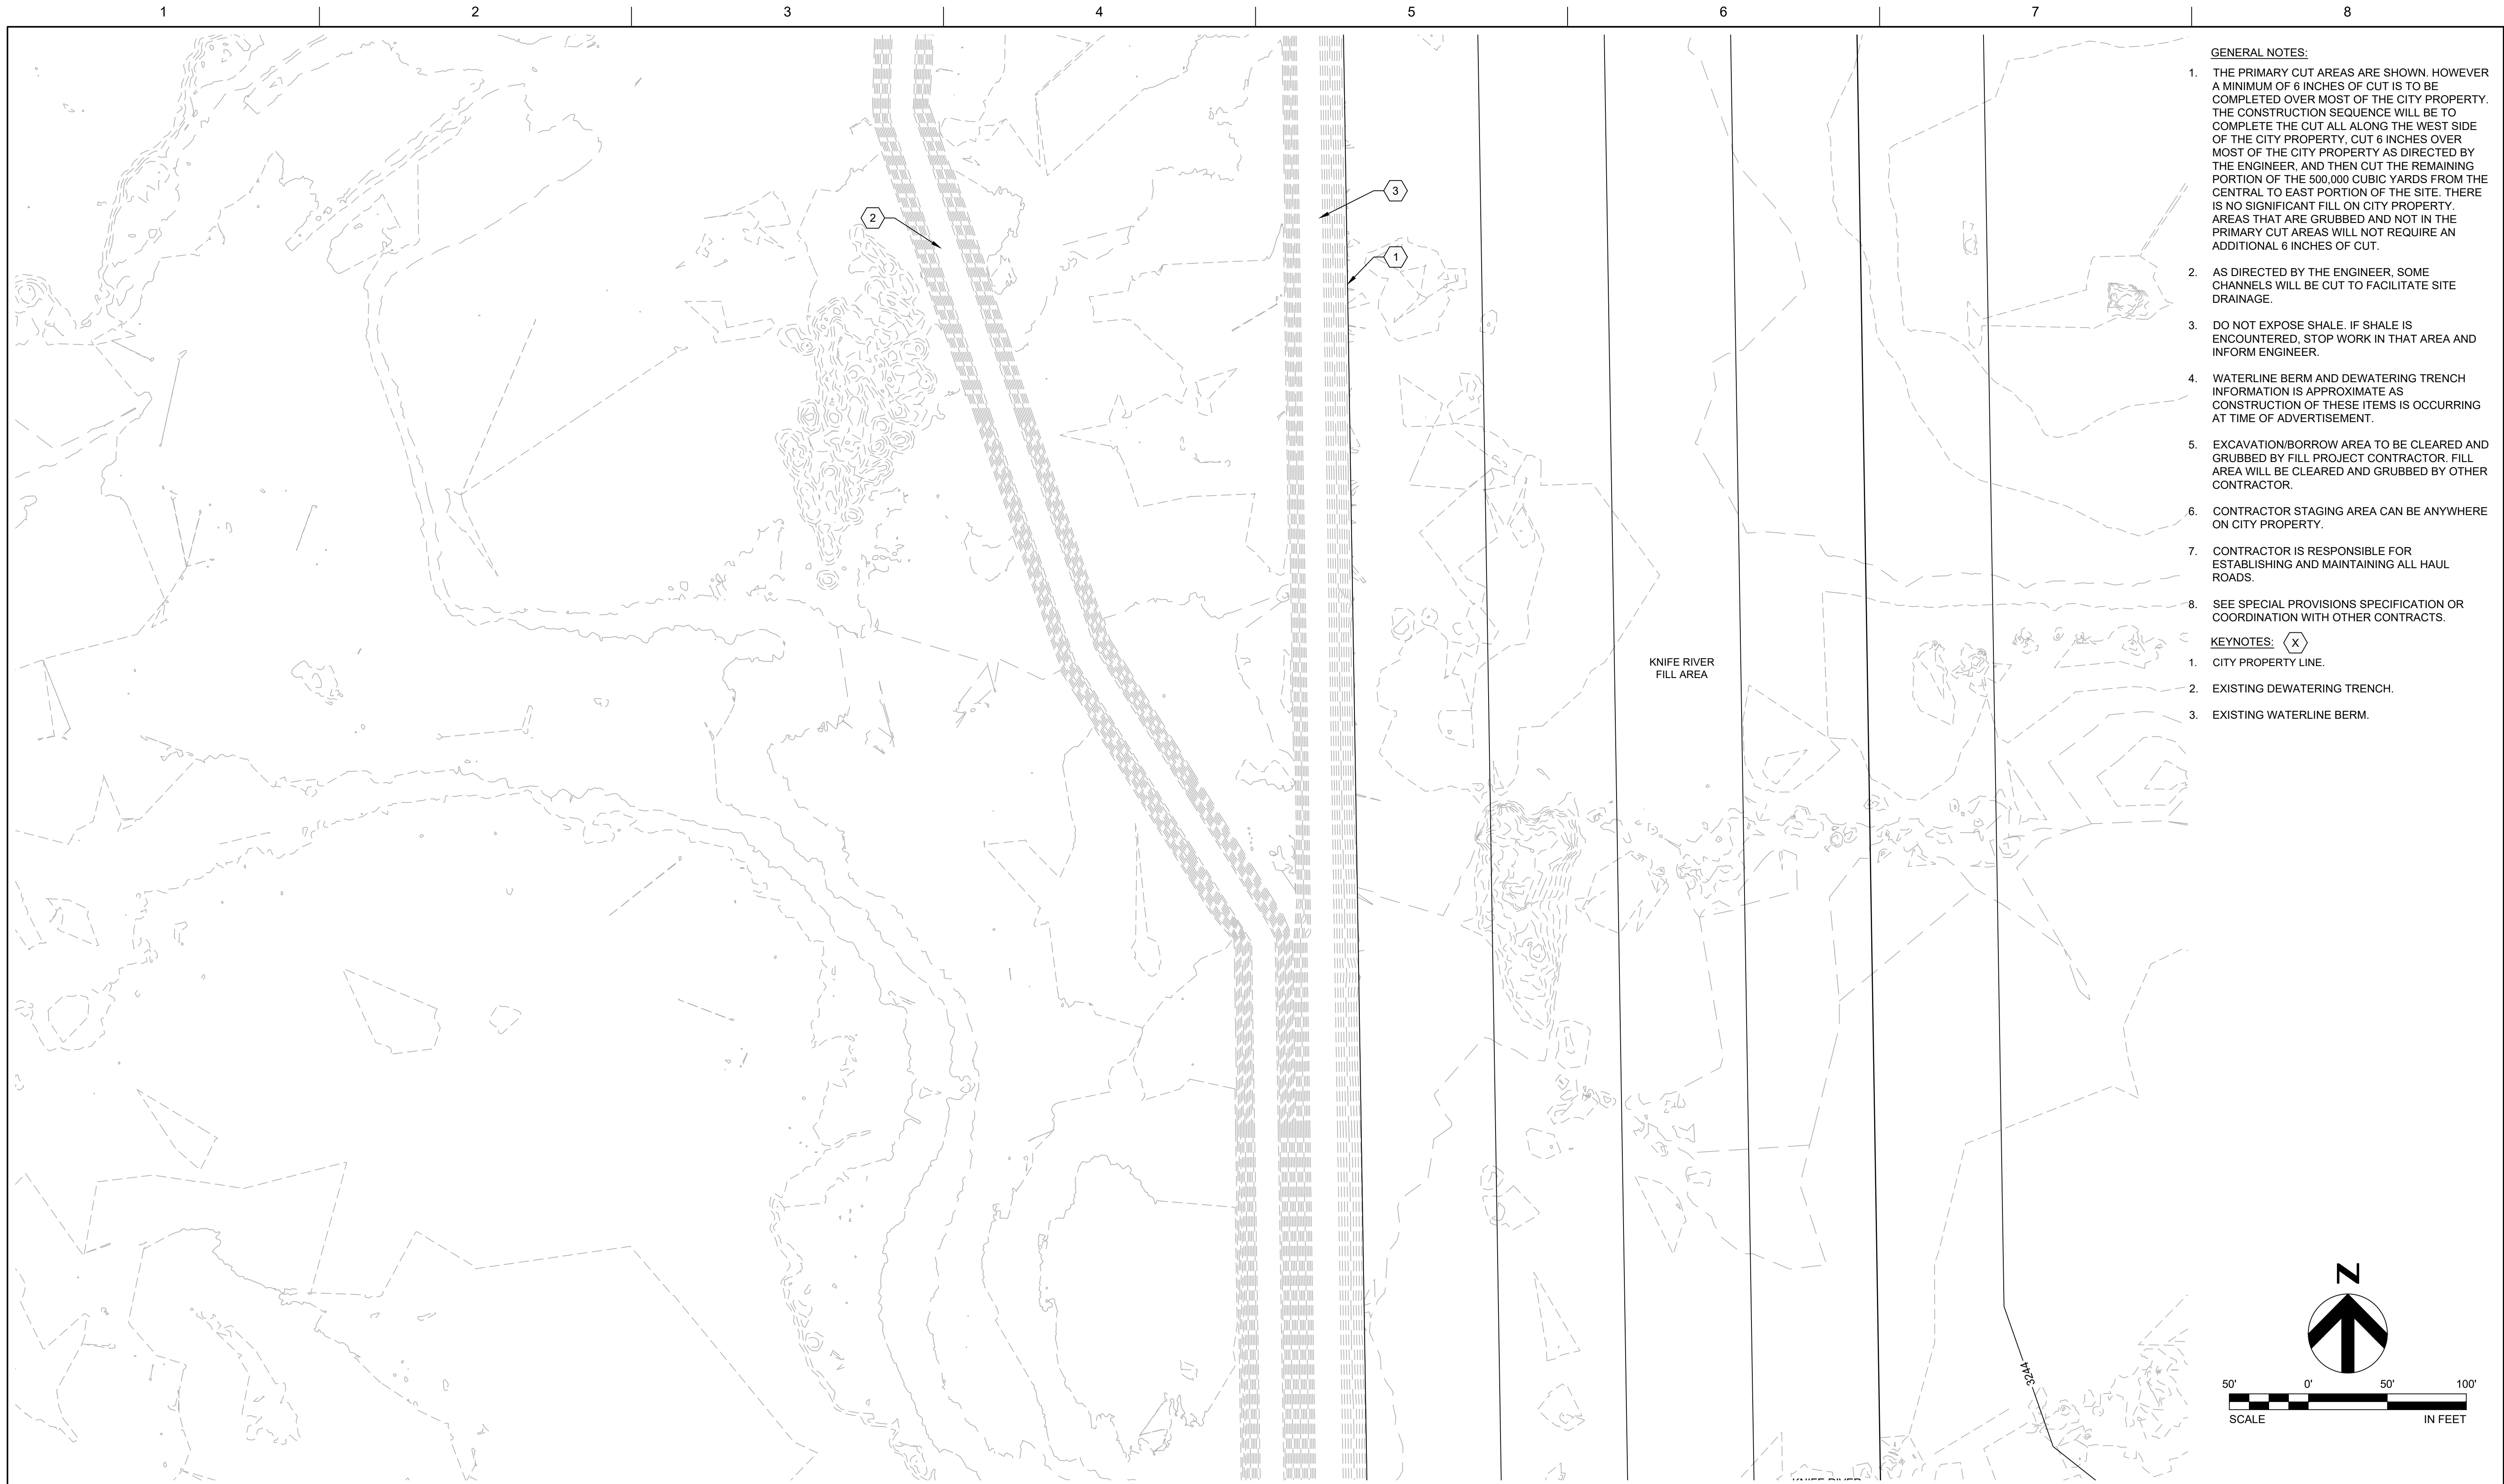 1 2 3 4 5 6 7 8
GENERAL NOTES:
1. THE PRIMARY CUT AREAS ARE SHOWN. HOWEVER
A MINIMUM OF 6 INCHES OF CUT IS TO BE
COMPLETED OVER MOST OF THE CITY PROPERTY.
THE CONSTRUCTION SEQUENCE WILL BE TO
COMPLETE THE CUT ALL ALONG THE WEST SIDE
OF THE CITY PROPERTY, CUT 6 INCHES OVER
MOST OF THE CITY PROPERTY AS DIRECTED BY
THE ENGINEER, AND THEN CUT THE REMAINING
PORTION OF THE 500,000 CUBIC YARDS FROM THE
CENTRAL TO EAST PORTION OF THE SITE. THERE
IS NO SIGNIFICANT FILL ON CITY PROPERTY.
AREAS THAT ARE GRUBBED AND NOT IN THE
PRIMARY CUT AREAS WILL NOT REQUIRE AN
ADDITIONAL 6 INCHES OF CUT.
2. AS DIRECTED BY THE ENGINEER, SOME
CHANNELS WILL BE CUT TO FACILITATE SITE
DRAINAGE.
3. DO NOT EXPOSE SHALE. IF SHALE IS
ENCOUNTERED, STOP WORK IN THAT AREA AND
INFORM ENGINEER.
4. WATERLINE BERM AND DEWATERING TRENCH
INFORMATION IS APPROXIMATE AS
CONSTRUCTION OF THESE ITEMS IS OCCURRING
AT TIME OF ADVERTISEMENT.
5. EXCAVATION/BORROW AREA TO BE CLEARED AND
GRUBBED BY FILL PROJECT CONTRACTOR. FILL
AREA WILL BE CLEARED AND GRUBBED BY OTHER
CONTRACTOR.
6. CONTRACTOR STAGING AREA CAN BE ANYWHERE
ON CITY PROPERTY.
7. CONTRACTOR IS RESPONSIBLE FOR
ESTABLISHING AND MAINTAINING ALL HAUL
ROADS.
8. SEE SPECIAL PROVISIONS SPECIFICATION OR
COORDINATION WITH OTHER CONTRACTS.
KEYNOTES: X
1. CITY PROPERTY LINE.
2. EXISTING DEWATERING TRENCH.
3. EXISTING WATERLINE BERM.
3
2
1
KNIFE RIVER
FILL AREA
3244
N
50' 0' 50' 100'
SCALE IN FEET
KNIFE RIVER